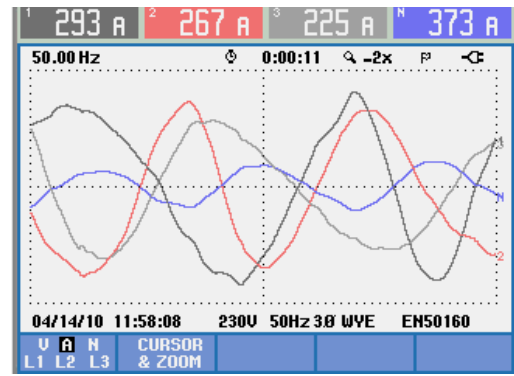 1 293 A 2 267 A 3 225 A N 373 A
50.00 Hz 0:00:11 -2x
3
N
2
04/14/10 11:58:08 230V 50Hz 3Ø WYE EN50160
V A N
L1 L2 L3
CURSOR
& ZOOM